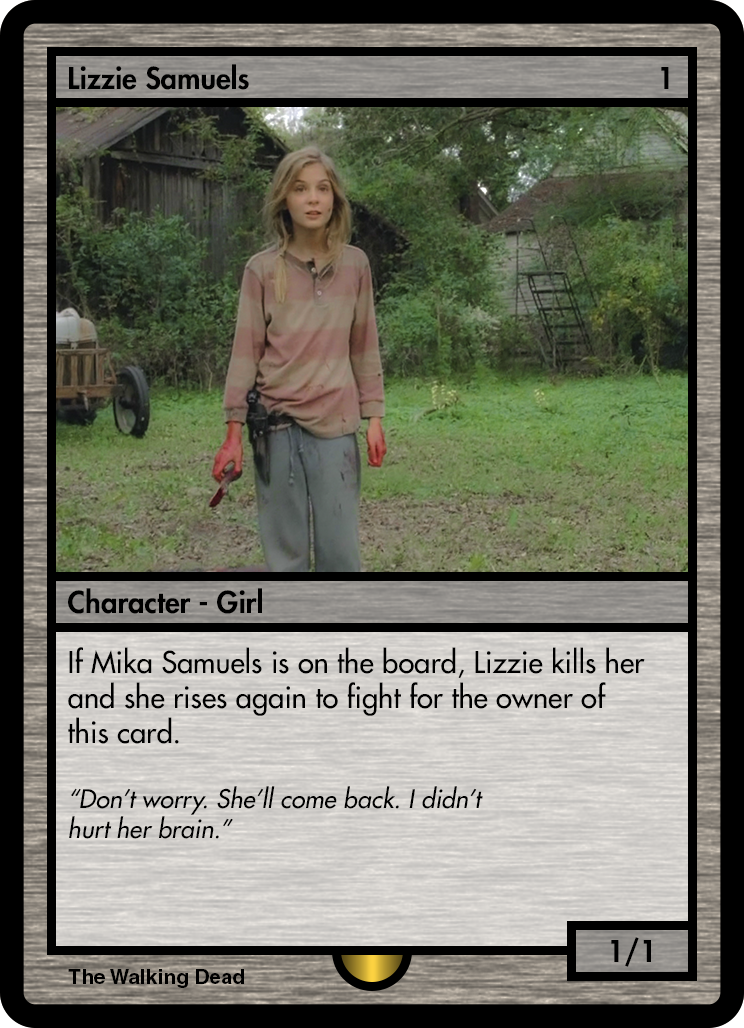 Lizzie Samuels 1
Character - Girl
If Mika Samuels is on the board, Lizzie kills her
and she rises again to fight for the owner of
this card.
“Don’t worry. She’ll come back. I didn’t
hurt her brain.”
1/1
The Walking Dead